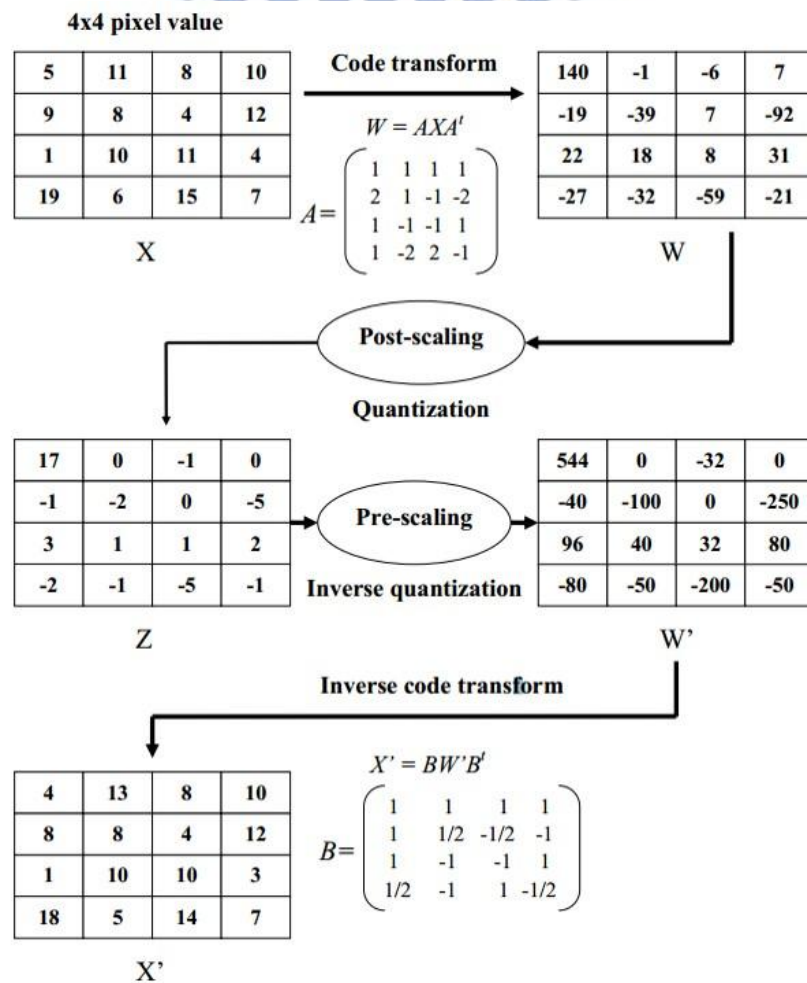 4x4 pixel value
5 11 8 10
9 8 4 12
1 10 11 4
19 6 15 7
X
Code transform
W = AXAᵗ
A=
1 1 1 1
2 1 -1 -2
1 -1 -1 1
1 -2 2 -1
140 -1 -6 7
-19 -39 7 -92
22 18 8 31
-27 -32 -59 -21
W
Post-scaling
Quantization
17 0 -1 0
-1 -2 0 -5
3 1 1 2
-2 -1 -5 -1
Z
Pre-scaling
Inverse quantization
544 0 -32 0
-40 -100 0 -250
96 40 32 80
-80 -50 -200 -50
W’
Inverse code transform
X’ = BW’Bᵗ
B=
1 1 1 1
1 1/2 -1/2 -1
1 -1 -1 1
1/2 -1 1 -1/2
4 13 8 10
8 8 4 12
1 10 10 3
18 5 14 7
X’